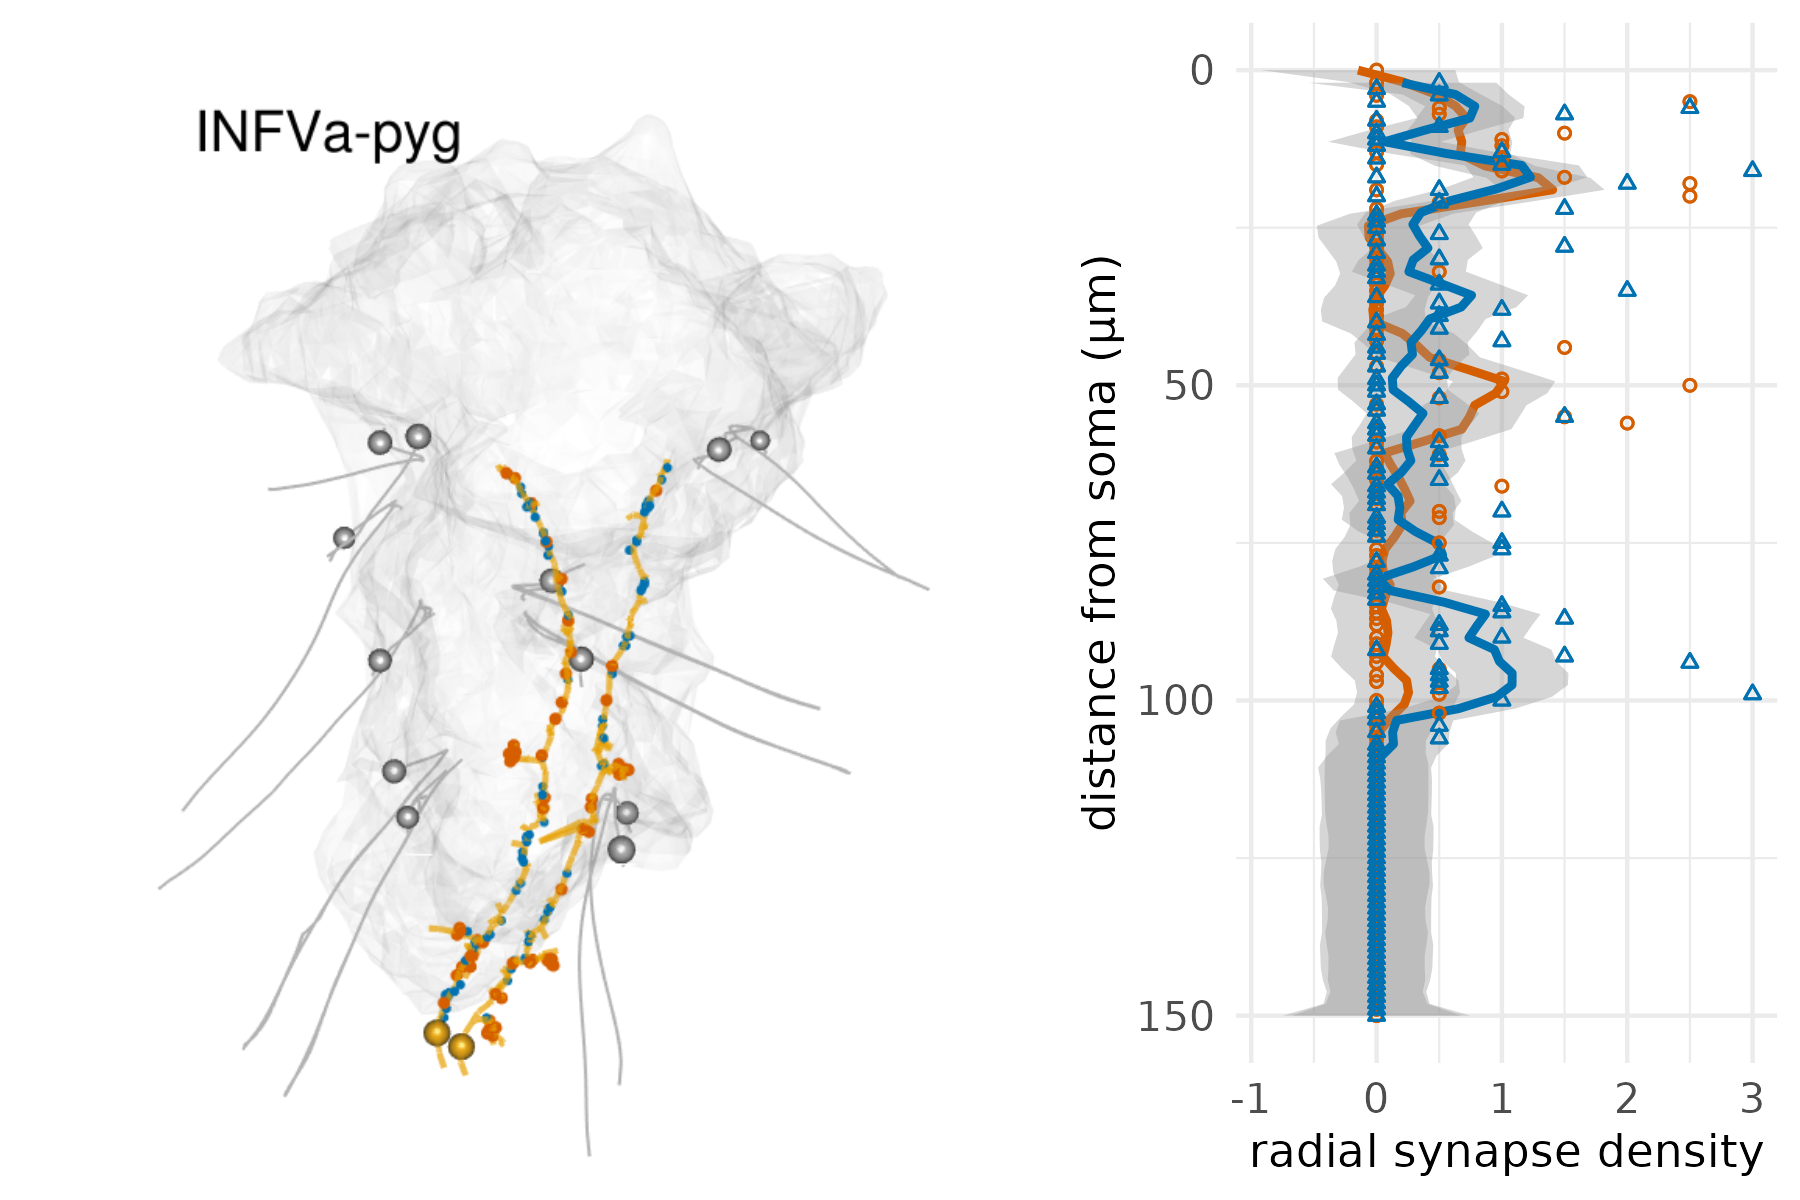 INFVa-pyg
0
50
100
150
distance from soma (µm)
-1 0 1 2 3
radial synapse density